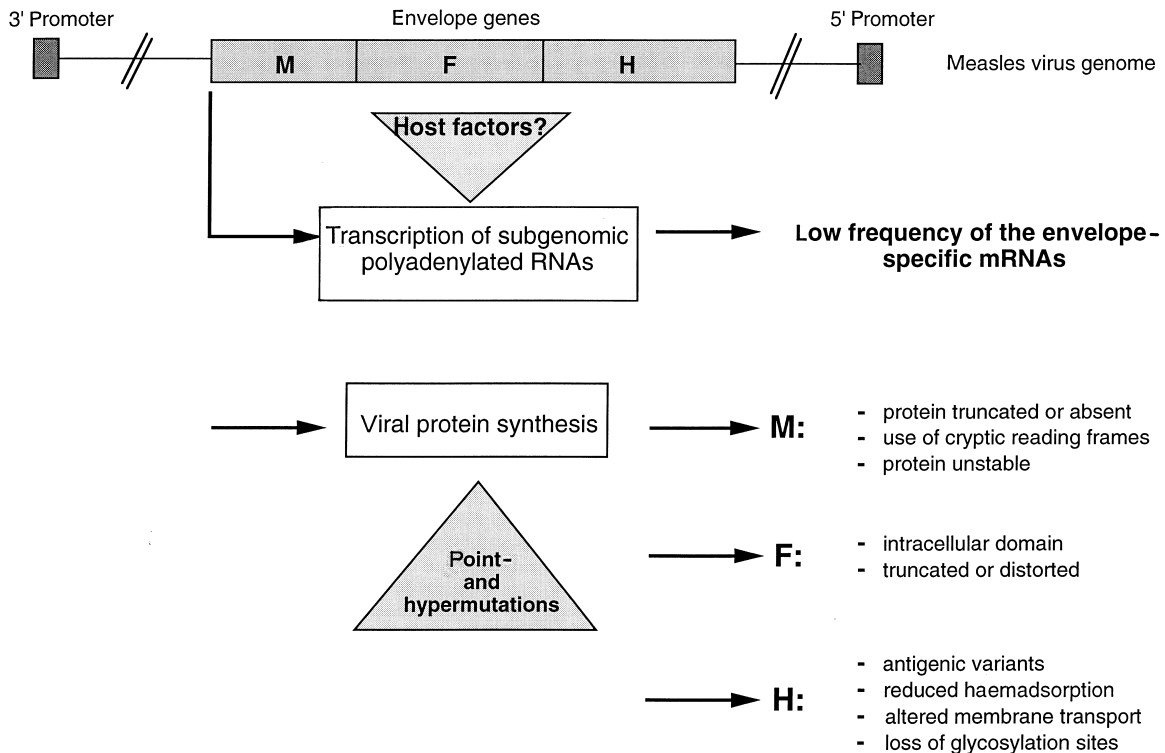 3' Promoter
Envelope genes
5' Promoter
M
F
H
Measles virus genome
Host factors?
Transcription of subgenomic
polyadenylated RNAs
Low frequency of the envelope-
specific mRNAs
Viral protein synthesis
M:
- protein truncated or absent
- use of cryptic reading frames
- protein unstable
Point-
and
hypermutations
F:
- intracellular domain
- truncated or distorted
H:
- antigenic variants
- reduced haemadsorption
- altered membrane transport
- loss of glycosylation sites